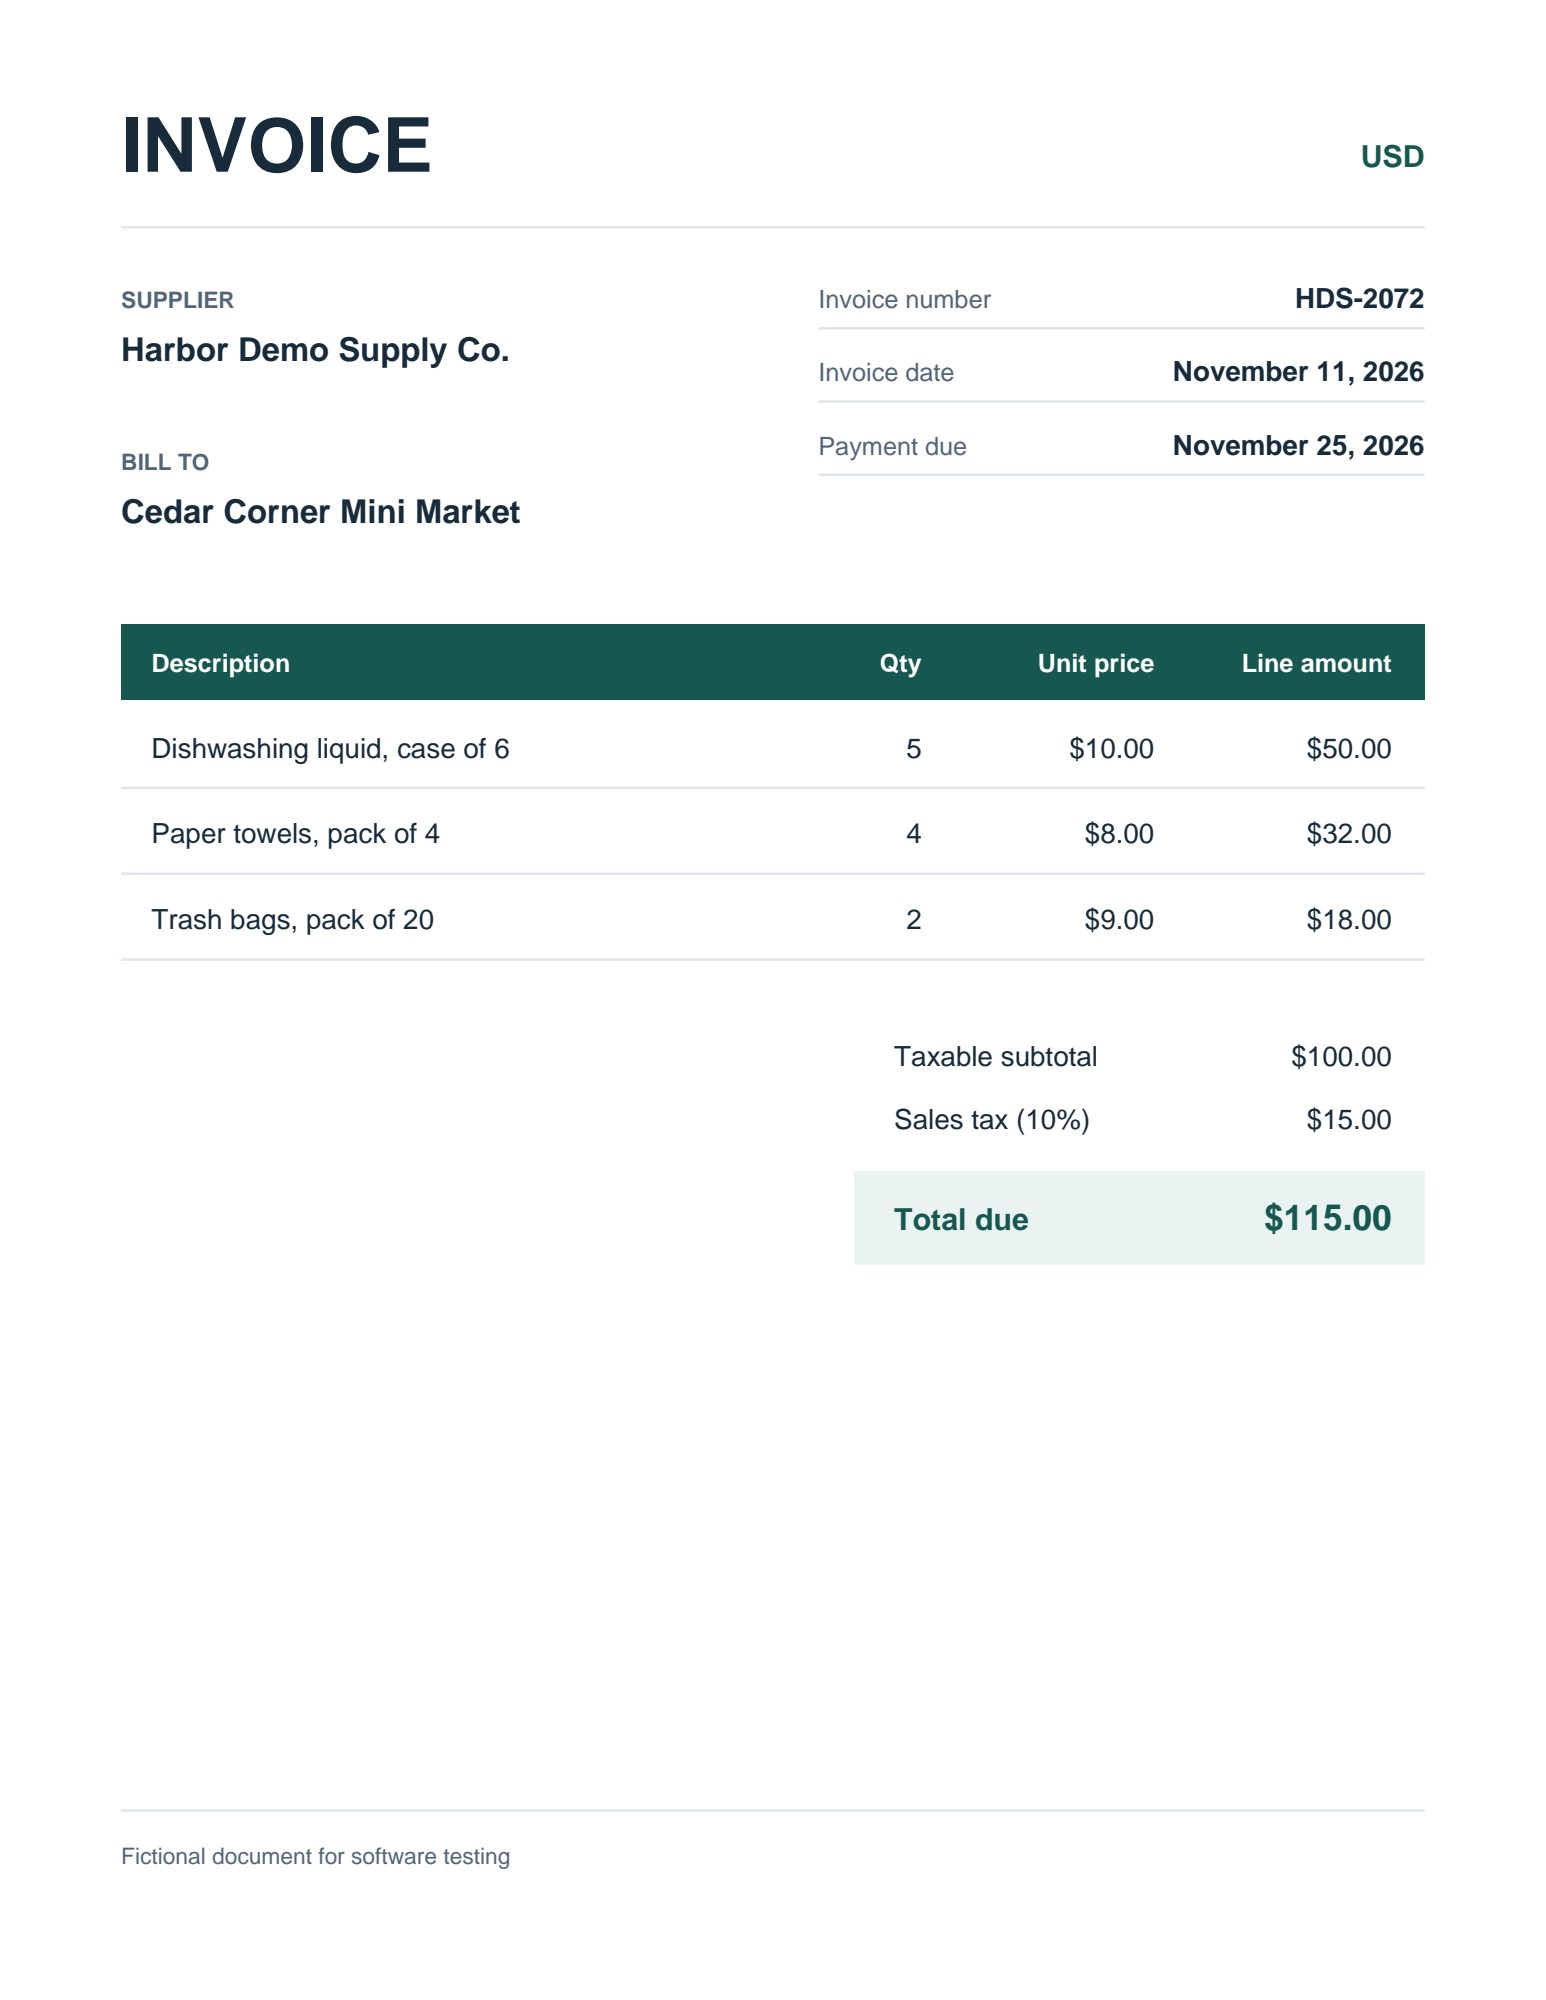 INVOICE
USD
SUPPLIER
Harbor Demo Supply Co.
BILL TO
Cedar Corner Mini Market
Invoice number HDS-2072
Invoice date November 11, 2026
Payment due November 25, 2026
Description Qty Unit price Line amount
Dishwashing liquid, case of 6 5 $10.00 $50.00
Paper towels, pack of 4 4 $8.00 $32.00
Trash bags, pack of 20 2 $9.00 $18.00
Taxable subtotal $100.00
Sales tax (10%) $15.00
Total due $115.00
Fictional document for software testing